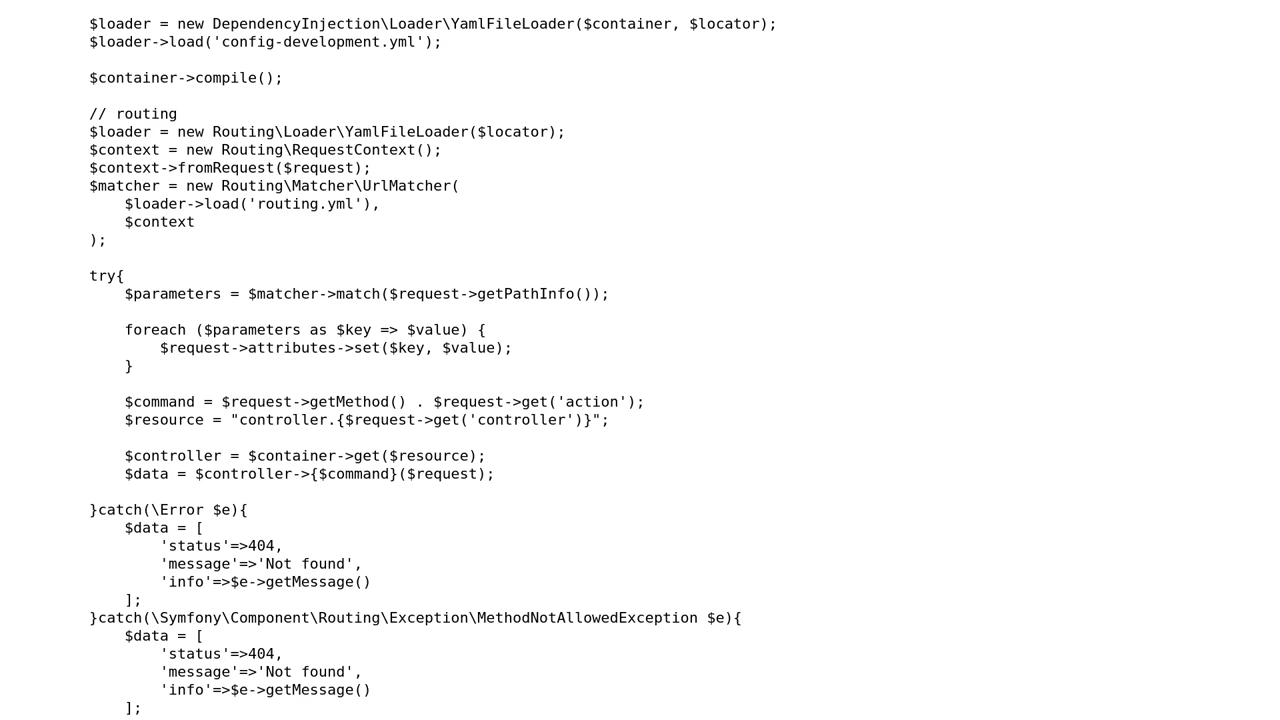 $loader = new DependencyInjection\Loader\YamlFileLoader($container, $locator);
$loader->load('config-development.yml');

$container->compile();

// routing
$loader = new Routing\Loader\YamlFileLoader($locator);
$context = new Routing\RequestContext();
$context->fromRequest($request);
$matcher = new Routing\Matcher\UrlMatcher(
    $loader->load('routing.yml'),
    $context
);

try{
    $parameters = $matcher->match($request->getPathInfo());

    foreach ($parameters as $key => $value) {
        $request->attributes->set($key, $value);
    }

    $command = $request->getMethod() . $request->get('action');
    $resource = "controller.{$request->get('controller')}";

    $controller = $container->get($resource);
    $data = $controller->{$command}($request);

}catch(\Error $e){
    $data = [
        'status'=>404,
        'message'=>'Not found',
        'info'=>$e->getMessage()
    ];
}catch(\Symfony\Component\Routing\Exception\MethodNotAllowedException $e){
    $data = [
        'status'=>404,
        'message'=>'Not found',
        'info'=>$e->getMessage()
    ];